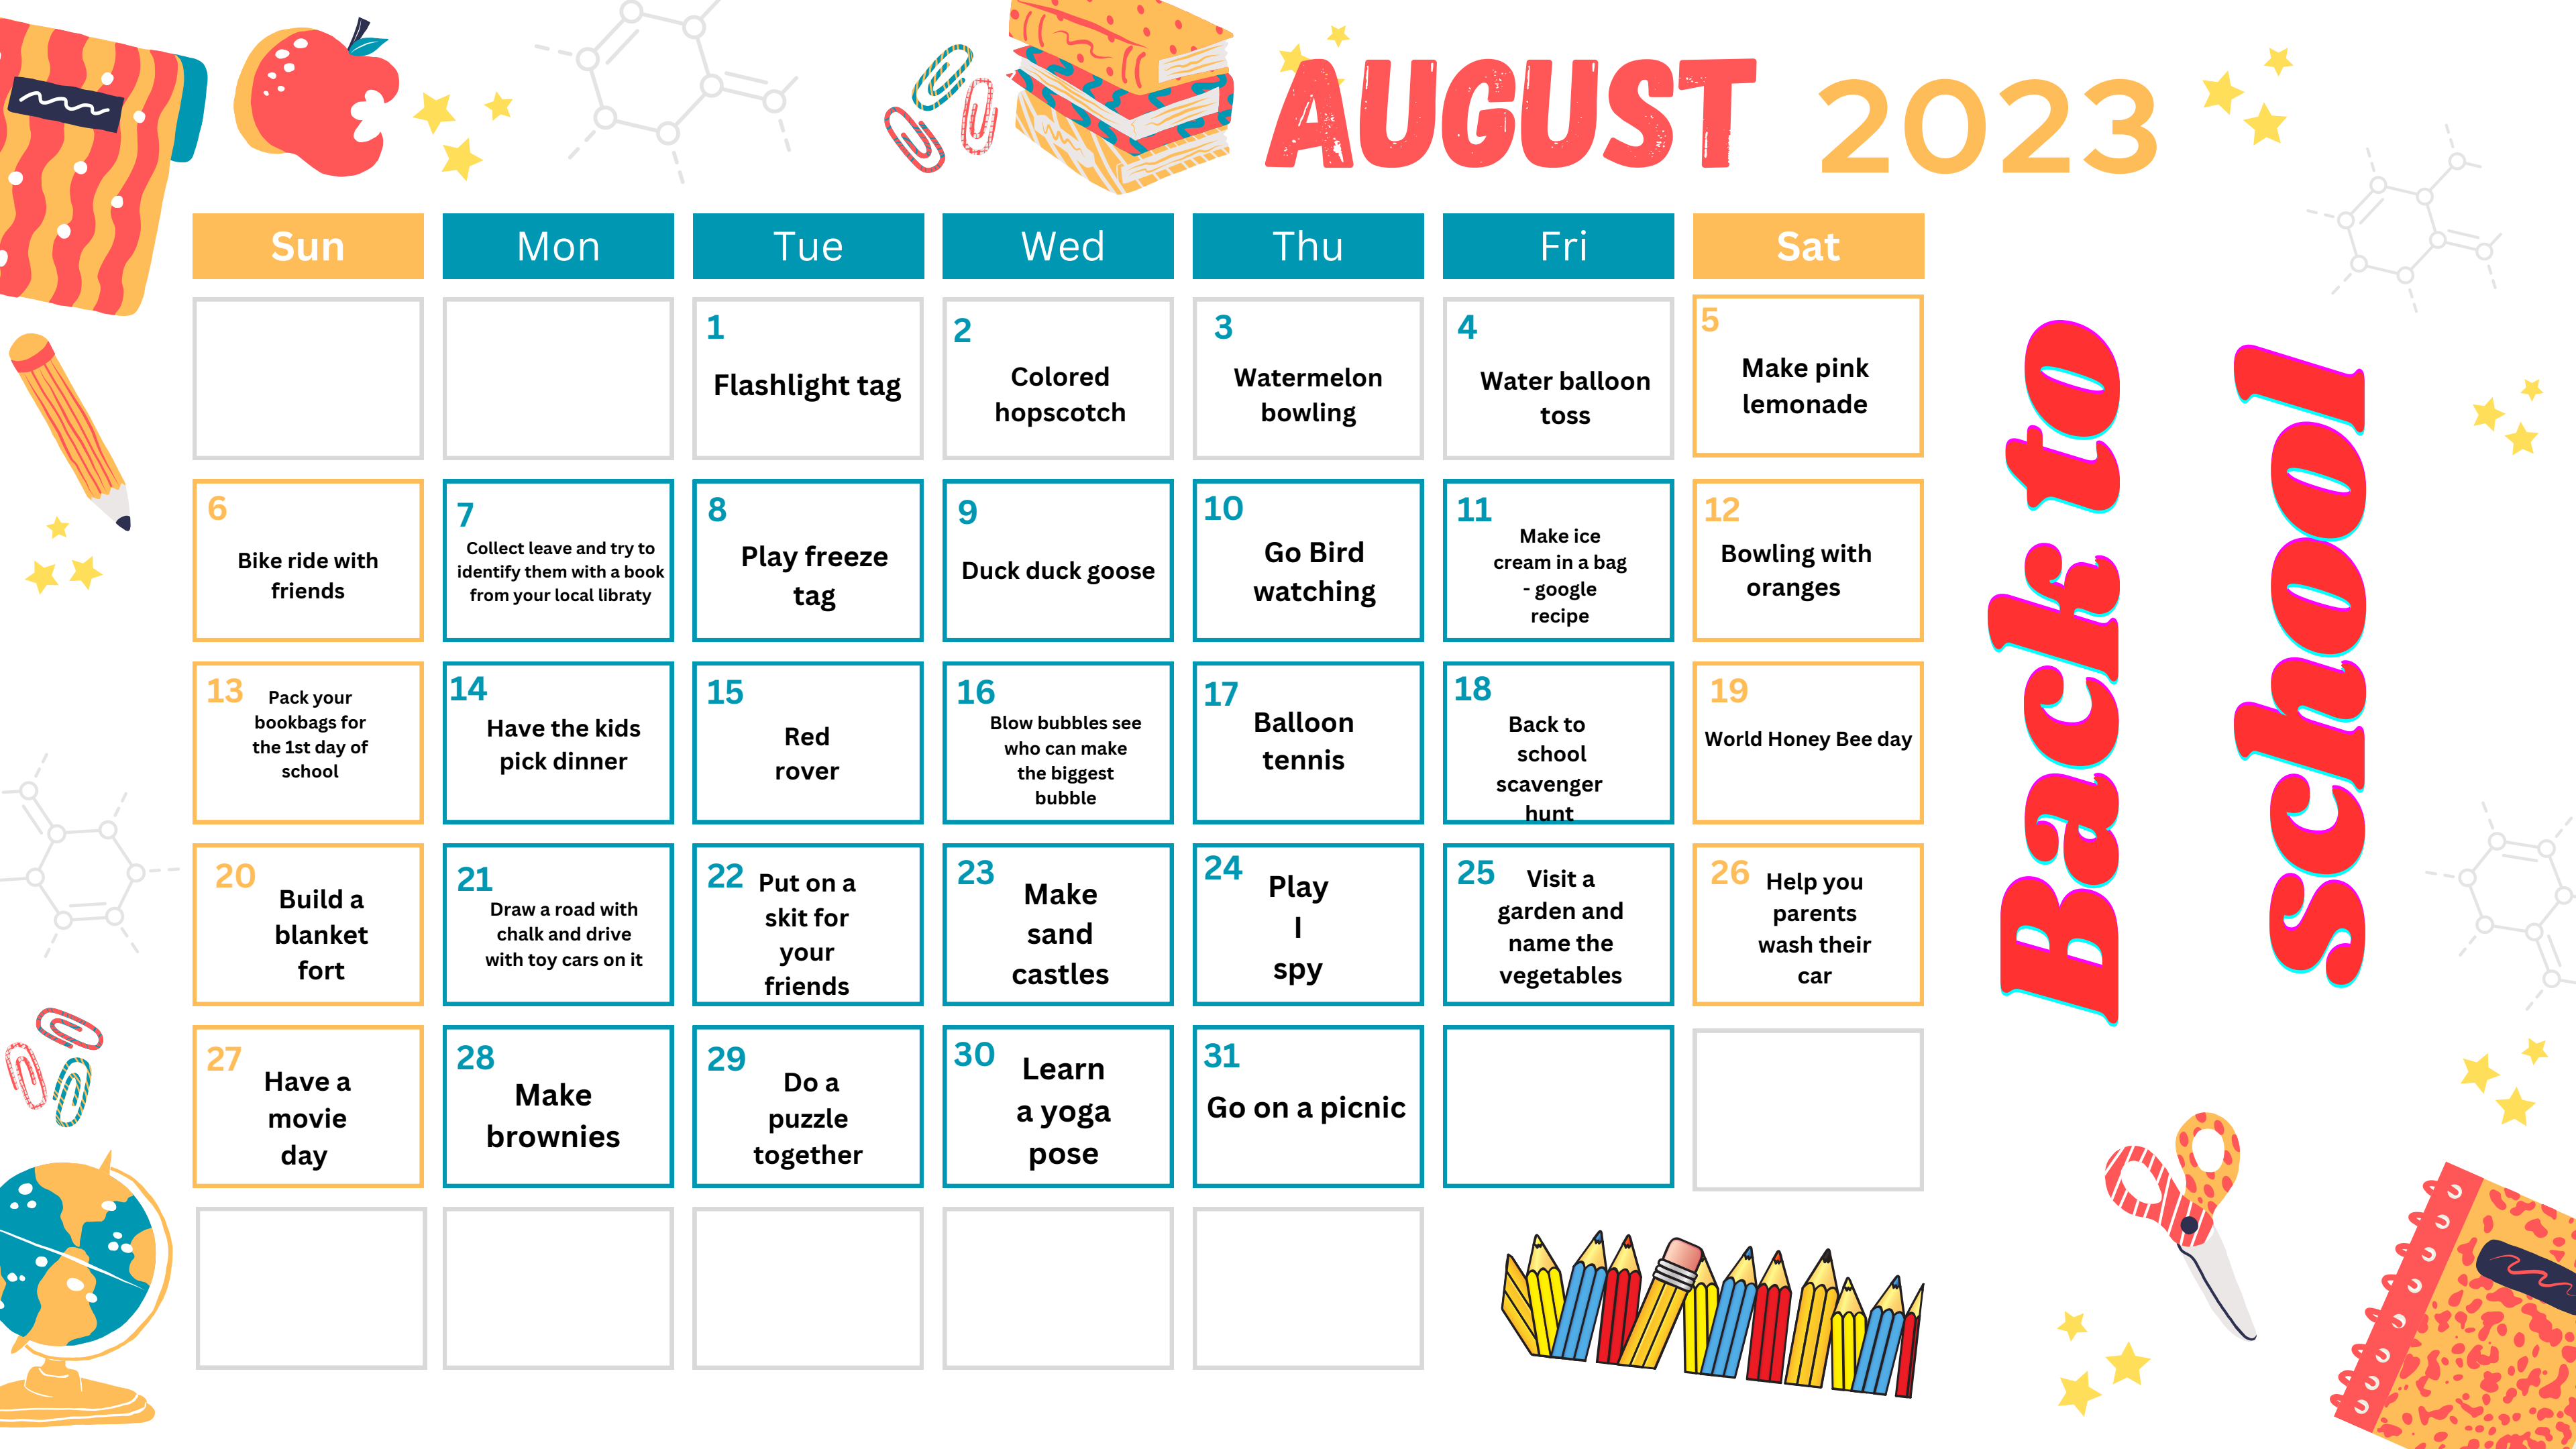 AUGUST 2023
Sun Mon Tue Wed Thu Fri Sat
1
Flashlight tag
2
Colored
hopscotch
3
Watermelon
bowling
4
Water balloon
toss
5
Make pink
lemonade
6
Bike ride with
friends
7
Collect leave and try to
identify them with a book
from your local libraty
8
Play freeze
tag
9
Duck duck goose
10
Go Bird
watching
11
Make ice
cream in a bag
- google
recipe
12
Bowling with
oranges
13
Pack your
bookbags for
the 1st day of
school
14
Have the kids
pick dinner
15
Red
rover
16
Blow bubbles see
who can make
the biggest
bubble
17
Balloon
tennis
18
Back to
school
scavenger
hunt
19
World Honey Bee day
20
Build a
blanket
fort
21
Draw a road with
chalk and drive
with toy cars on it
22
Put on a
skit for
your
friends
23
Make
sand
castles
24
Play
I
spy
25
Visit a
garden and
name the
vegetables
26
Help you
parents
wash their
car
27
Have a
movie
day
28
Make
brownies
29
Do a
puzzle
together
30
Learn
a yoga
pose
31
Go on a picnic
Back to
school